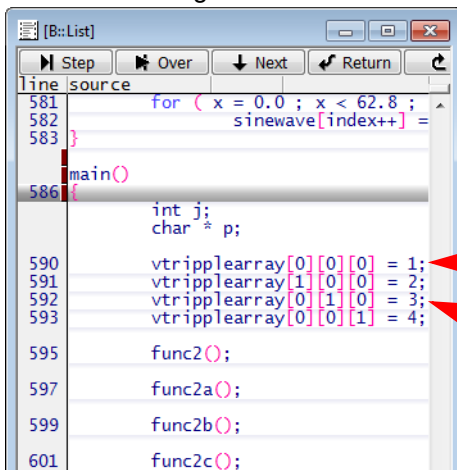 [B::List]
Step Over Next Return
line source
581 for ( x = 0.0 ; x < 62.8 ;
582 sinewave[index++] =
583 }
main()
586 {
int j;
char * p;
590 vtripplearray[0][0][0] = 1;
591 vtripplearray[1][0][0] = 2;
592 vtripplearray[0][1][0] = 3;
593 vtripplearray[0][0][1] = 4;
595 func2();
597 func2a();
599 func2b();
601 func2c();